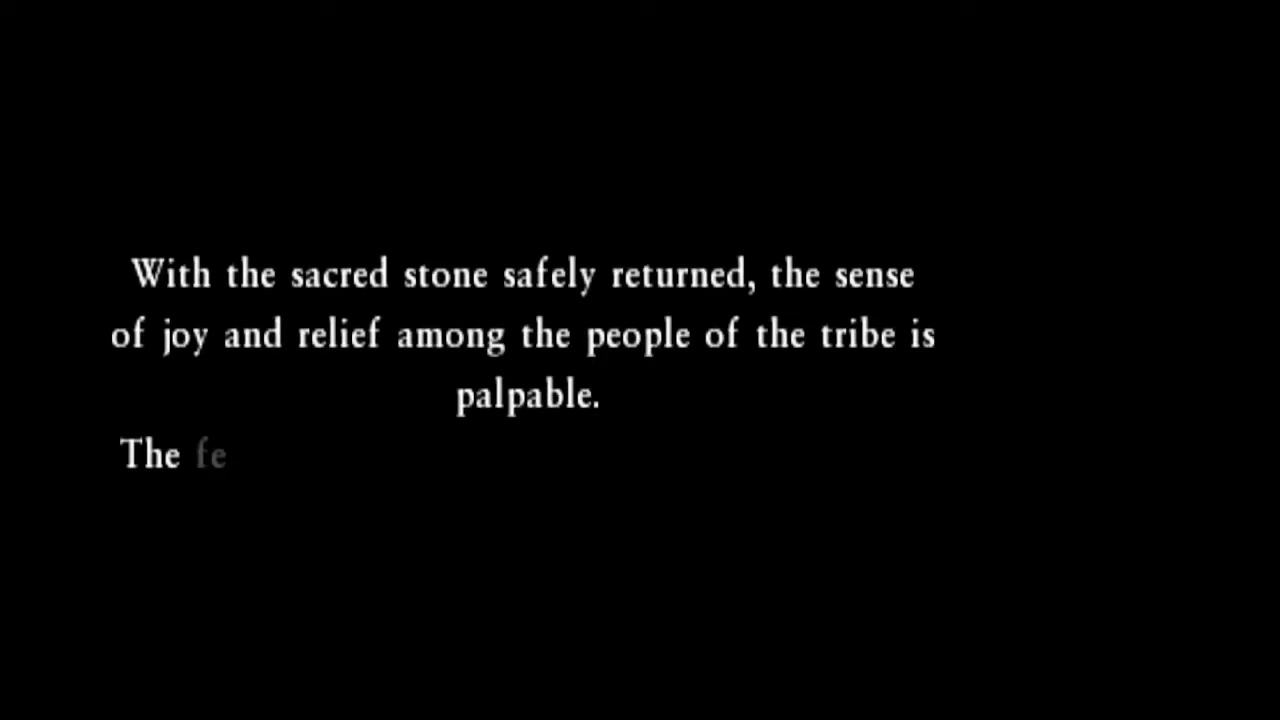 With the sacred stone safely returned, the sense
of joy and relief among the people of the tribe is
palpable.
The fe